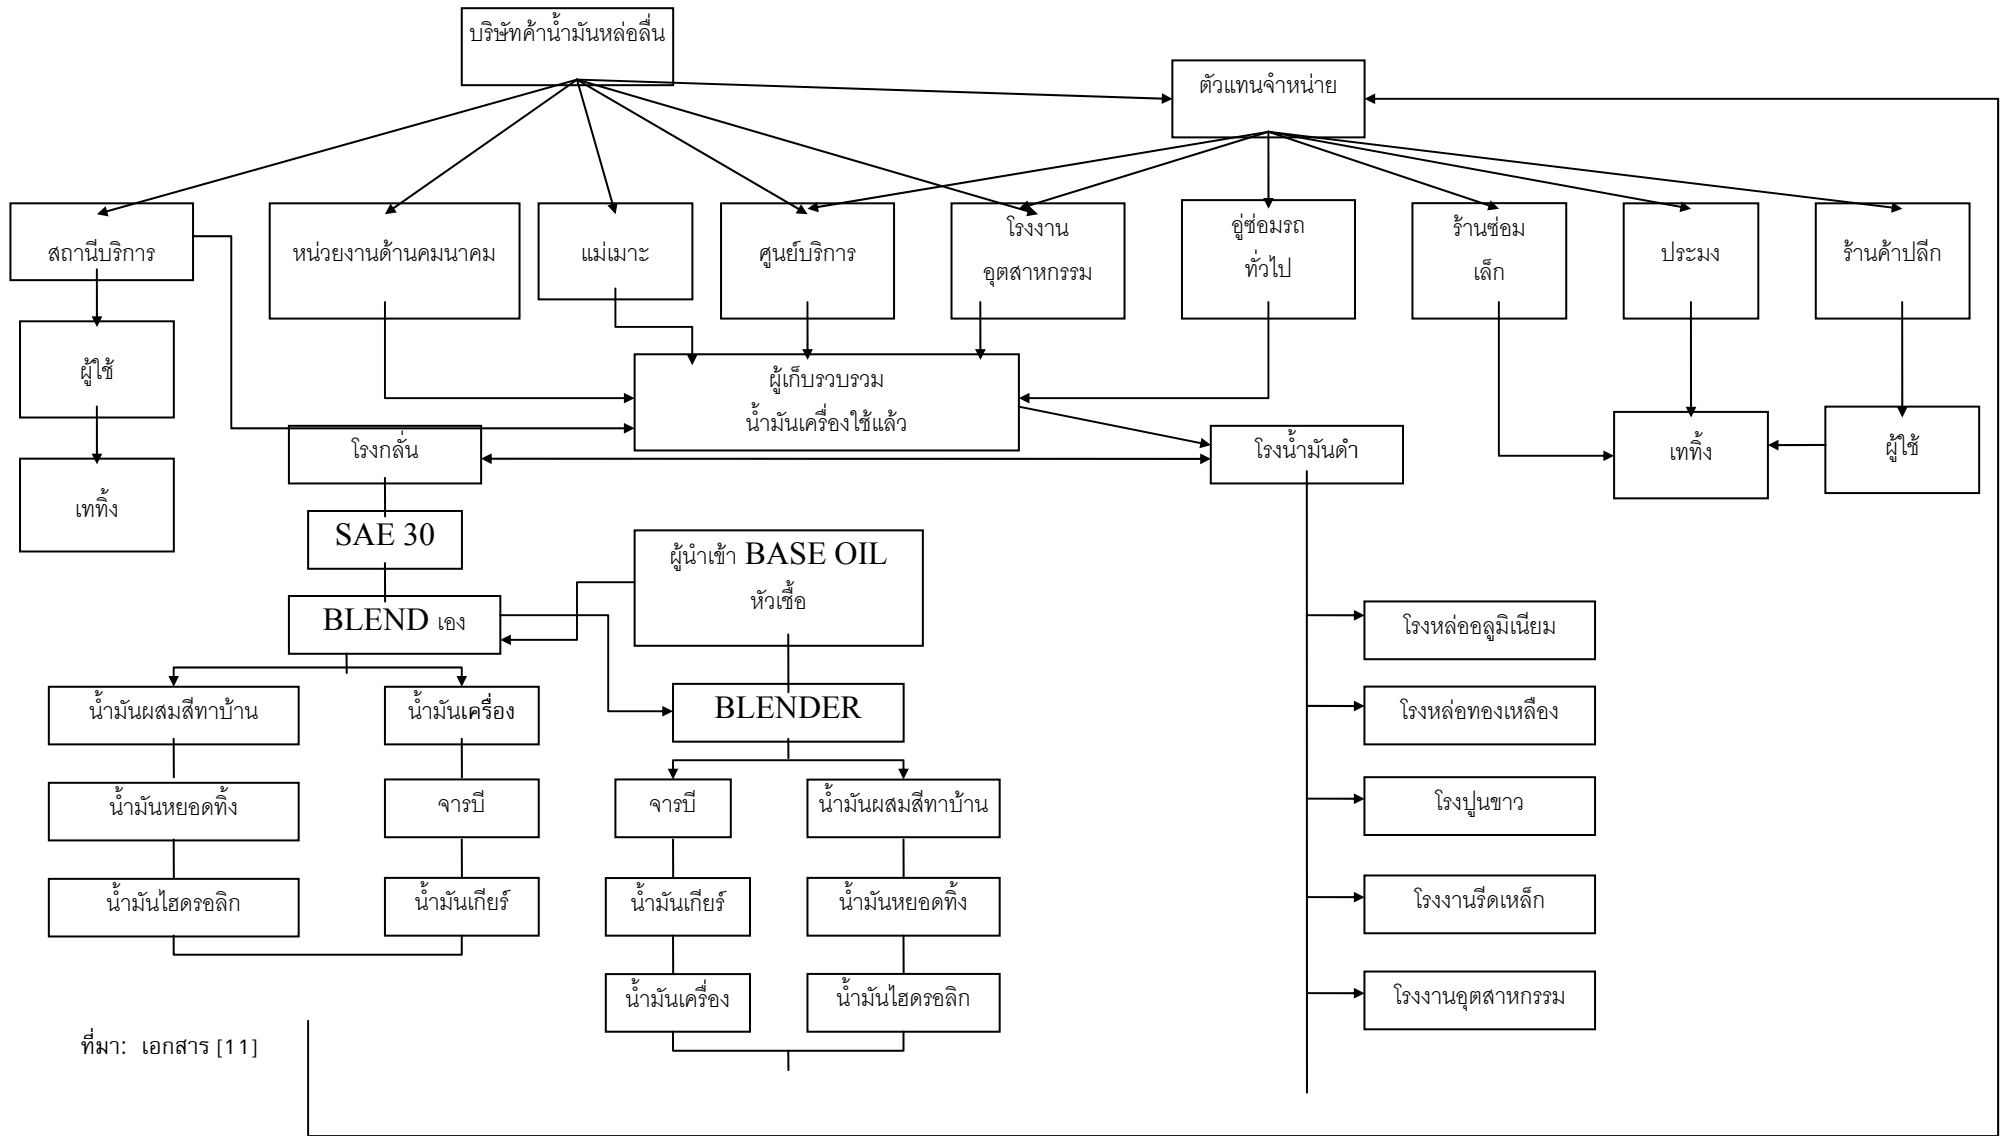 บริษัทค้าน้ำมันหล่อลื่น
ตัวแทนจำหน่าย
สถานีบริการ
หน่วยงานด้านคมนาคม
แม่เมาะ
ศูนย์บริการ
โรงงาน
อุตสาหกรรม
อู่ซ่อมรถ
ทั่วไป
ร้านซ่อม
เล็ก
ประมง
ร้านค้าปลีก
ผู้ใช้
เททิ้ง
ผู้เก็บรวบรวม
น้ำมันเครื่องใช้แล้ว
โรงกลั่น
โรงน้ำมันดำ
เททิ้ง
ผู้ใช้
SAE 30
ผู้นำเข้า BASE OIL
หัวเชื้อ
BLEND เอง
BLENDER
น้ำมันผสมสีทาบ้าน
น้ำมันเครื่อง
น้ำมันหยอดทิ้ง
จารบี
น้ำมันไฮดรอลิก
น้ำมันเกียร์
จารบี
น้ำมันผสมสีทาบ้าน
น้ำมันเกียร์
น้ำมันหยอดทิ้ง
น้ำมันเครื่อง
น้ำมันไฮดรอลิก
โรงหล่ออลูมิเนียม
โรงหล่อทองเหลือง
โรงปูนขาว
โรงงานรีดเหล็ก
โรงงานอุตสาหกรรม
ที่มา: เอกสาร [11]